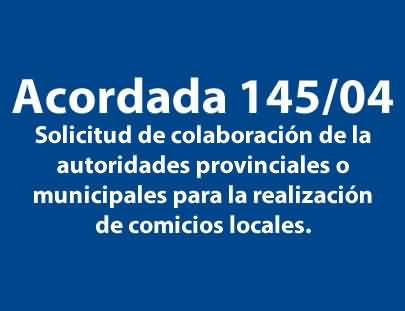 Acordada 145/04
Solicitud de colaboración de la
autoridades provinciales o
municipales para la realización
de comicios locales.